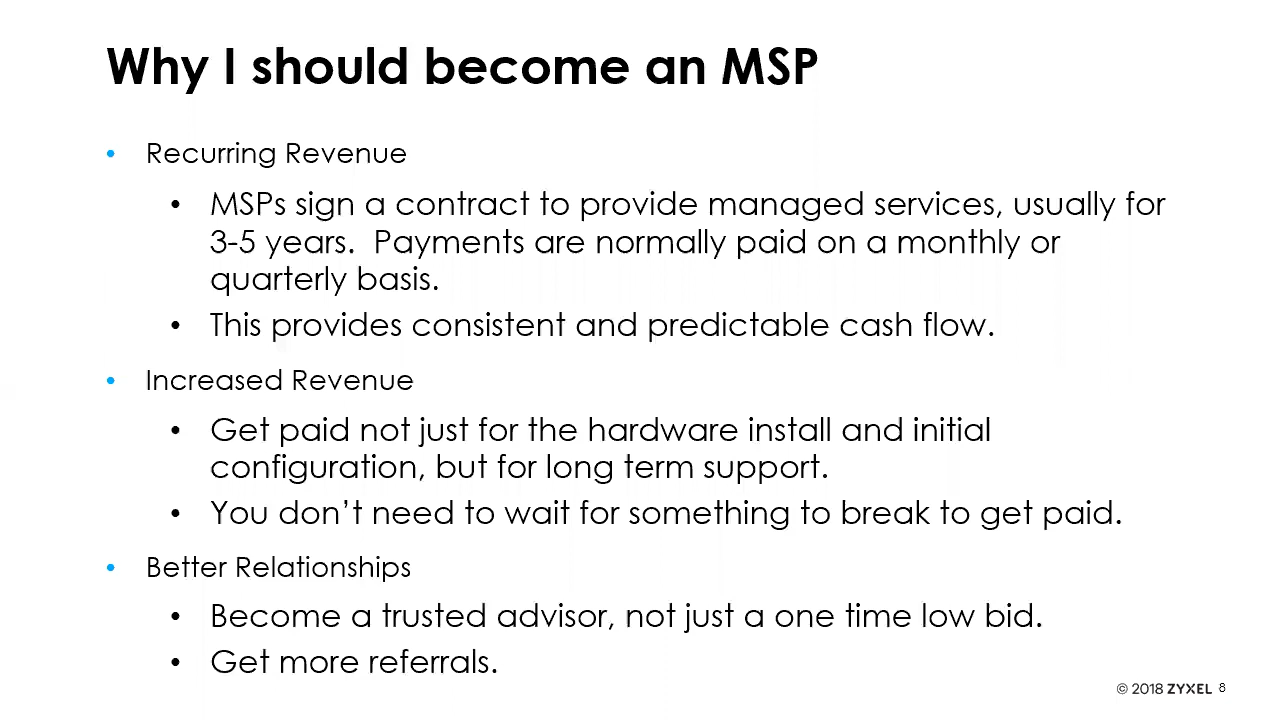 Why I should become an MSP
• Recurring Revenue
• MSPs sign a contract to provide managed services, usually for
3-5 years.  Payments are normally paid on a monthly or
quarterly basis.
• This provides consistent and predictable cash flow.
• Increased Revenue
• Get paid not just for the hardware install and initial
configuration, but for long term support.
• You don’t need to wait for something to break to get paid.
• Better Relationships
• Become a trusted advisor, not just a one time low bid.
• Get more referrals.
© 2018 ZYXEL 8